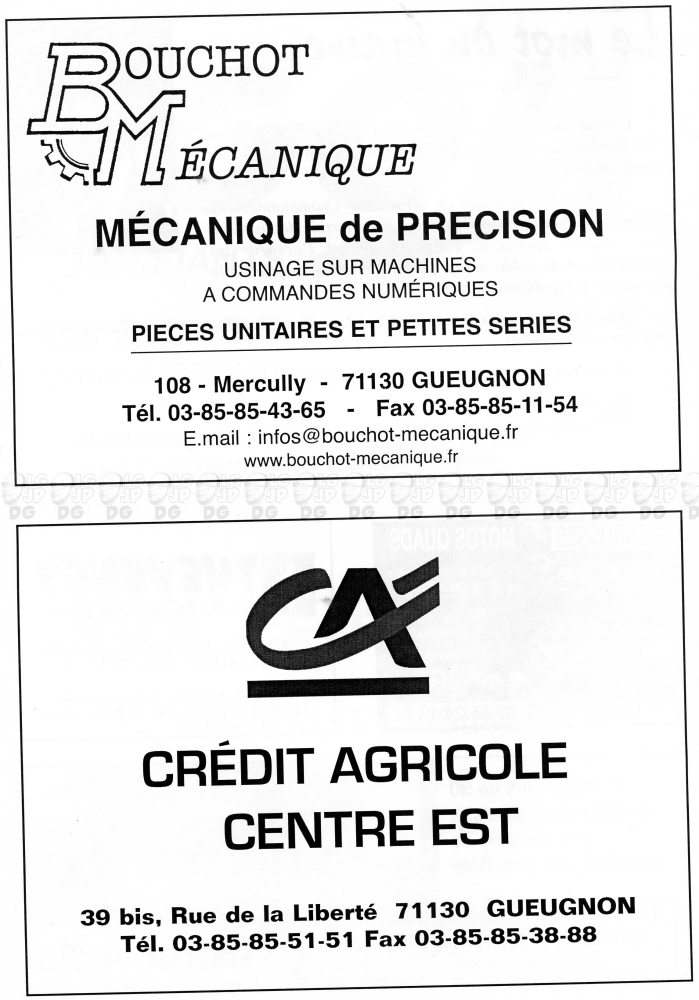 BOUCHOT
MÉCANIQUE
MÉCANIQUE de PRECISION
USINAGE SUR MACHINES
A COMMANDES NUMÉRIQUES
PIECES UNITAIRES ET PETITES SERIES
108 - Mercully - 71130 GUEUGNON
Tél. 03-85-85-43-65 - Fax 03-85-85-11-54
E.mail : infos@bouchot-mecanique.fr
www.bouchot-mecanique.fr
CA
CRÉDIT AGRICOLE
CENTRE EST
39 bis, Rue de la Liberté 71130 GUEUGNON
Tél. 03-85-85-51-51 Fax 03-85-85-38-88